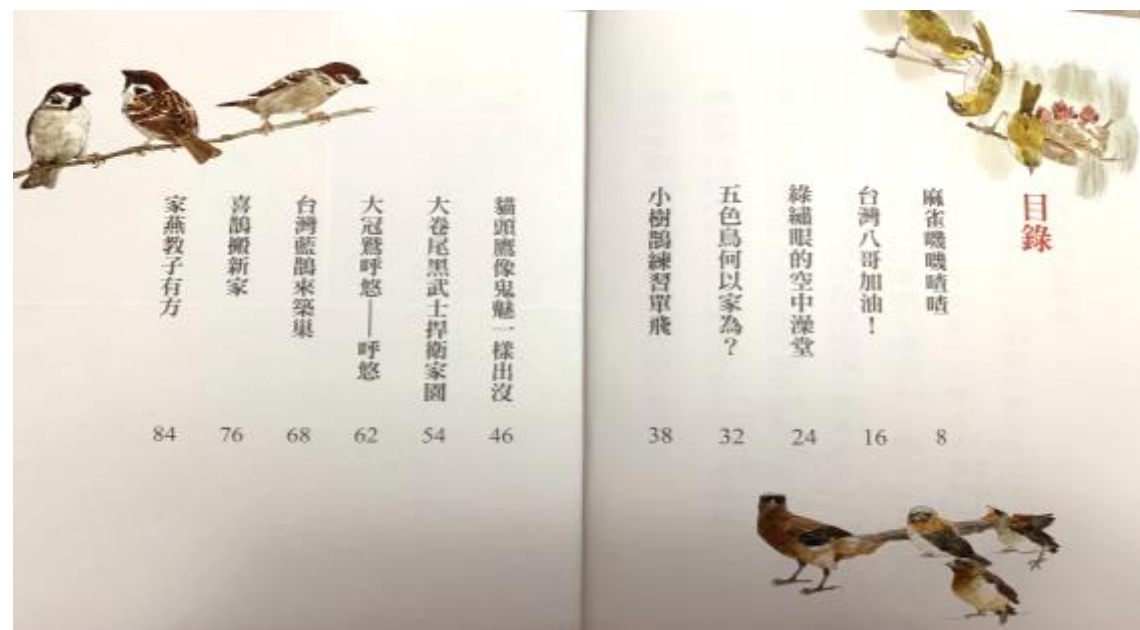 目錄
麻雀嘰嘰喳喳 8
台灣八哥加油！ 16
綠繡眼的空中澡堂 24
五色鳥何以家為？ 32
小樹鵲練習單飛 38
貓頭鷹像鬼魅一樣出沒 46
大卷尾黑武士捍衛家園 54
大冠鷲呼悠——呼悠 62
台灣藍鵲來築巢 68
喜鵲搬新家 76
家燕教子有方 84